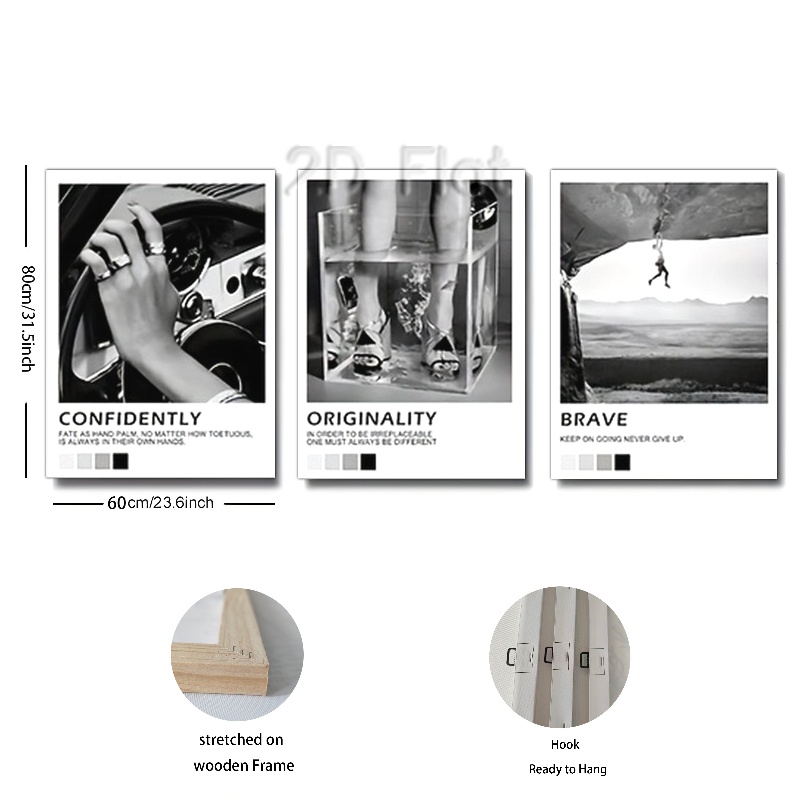 2D Flat
80cm/31.5inch
CONFIDENTLY
FATE AS HAND PALM, NO MATTER HOW TOETUOUS,
IS ALWAYS IN THEIR OWN HANDS.
ORIGINALITY
IN ORDER TO BE IRREPLACEABLE
ONE MUST ALWAYS BE DIFFERENT
BRAVE
KEEP ON GOING NEVER GIVE UP.
60cm/23.6inch
stretched on
wooden Frame
Hook
Ready to Hang